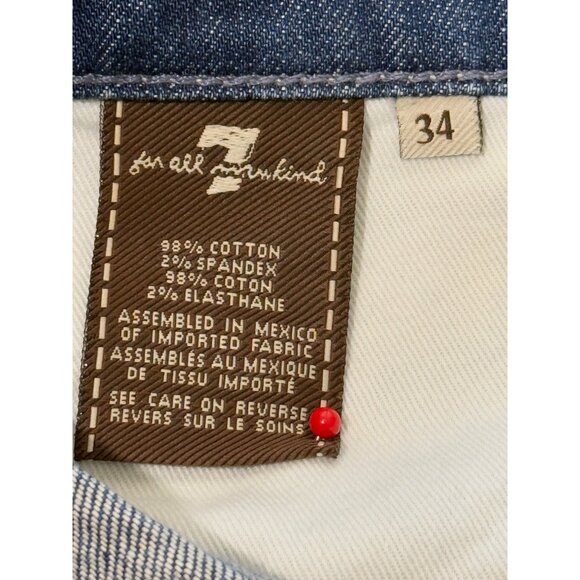 7
for all mankind
34
98% COTTON
2% SPANDEX
98% COTON
2% ELASTHANE
ASSEMBLED IN MEXICO
OF IMPORTED FABRIC
ASSEMBLÉS AU MEXIQUE
DE TISSU IMPORTÉ
SEE CARE ON REVERSE
REVERS SUR LE SOINS